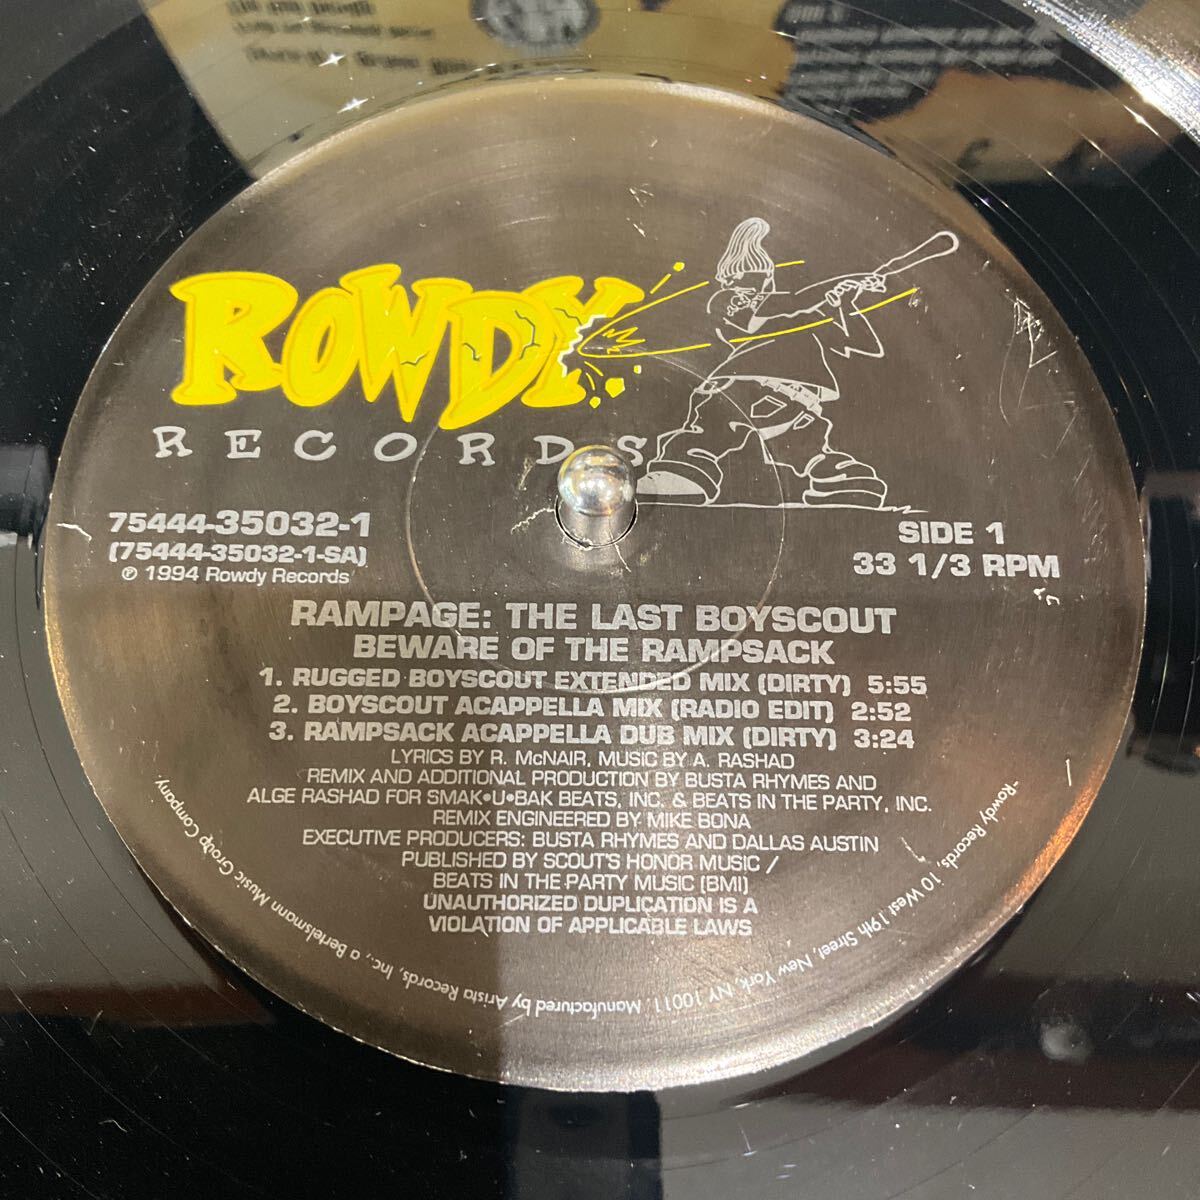 ROWDY
RECORDS
75444-35032-1
(75444-35032-1-SA)
℗ 1994 Rowdy Records
SIDE 1
33 1/3 RPM
RAMPAGE: THE LAST BOYSCOUT
BEWARE OF THE RAMPSACK
1. RUGGED BOYSCOUT EXTENDED MIX (DIRTY) 5:55
2. BOYSCOUT ACAPPELLA MIX (RADIO EDIT) 2:52
3. RAMPSACK ACAPPELLA DUB MIX (DIRTY) 3:24
LYRICS BY R. McNAIR, MUSIC BY A. RASHAD
REMIX AND ADDITIONAL PRODUCTION BY BUSTA RHYMES AND
ALGE RASHAD FOR SMAK•U•BAK BEATS, INC. & BEATS IN THE PARTY, INC.
REMIX ENGINEERED BY MIKE BONA
EXECUTIVE PRODUCERS: BUSTA RHYMES AND DALLAS AUSTIN
PUBLISHED BY SCOUT'S HONOR MUSIC /
BEATS IN THE PARTY MUSIC (BMI)
UNAUTHORIZED DUPLICATION IS A
VIOLATION OF APPLICABLE LAWS
Rowdy Records, 10 West 19th Street, New York, NY 10011. Manufactured by Arista Records, Inc., a Bertelsmann Music Group Company.